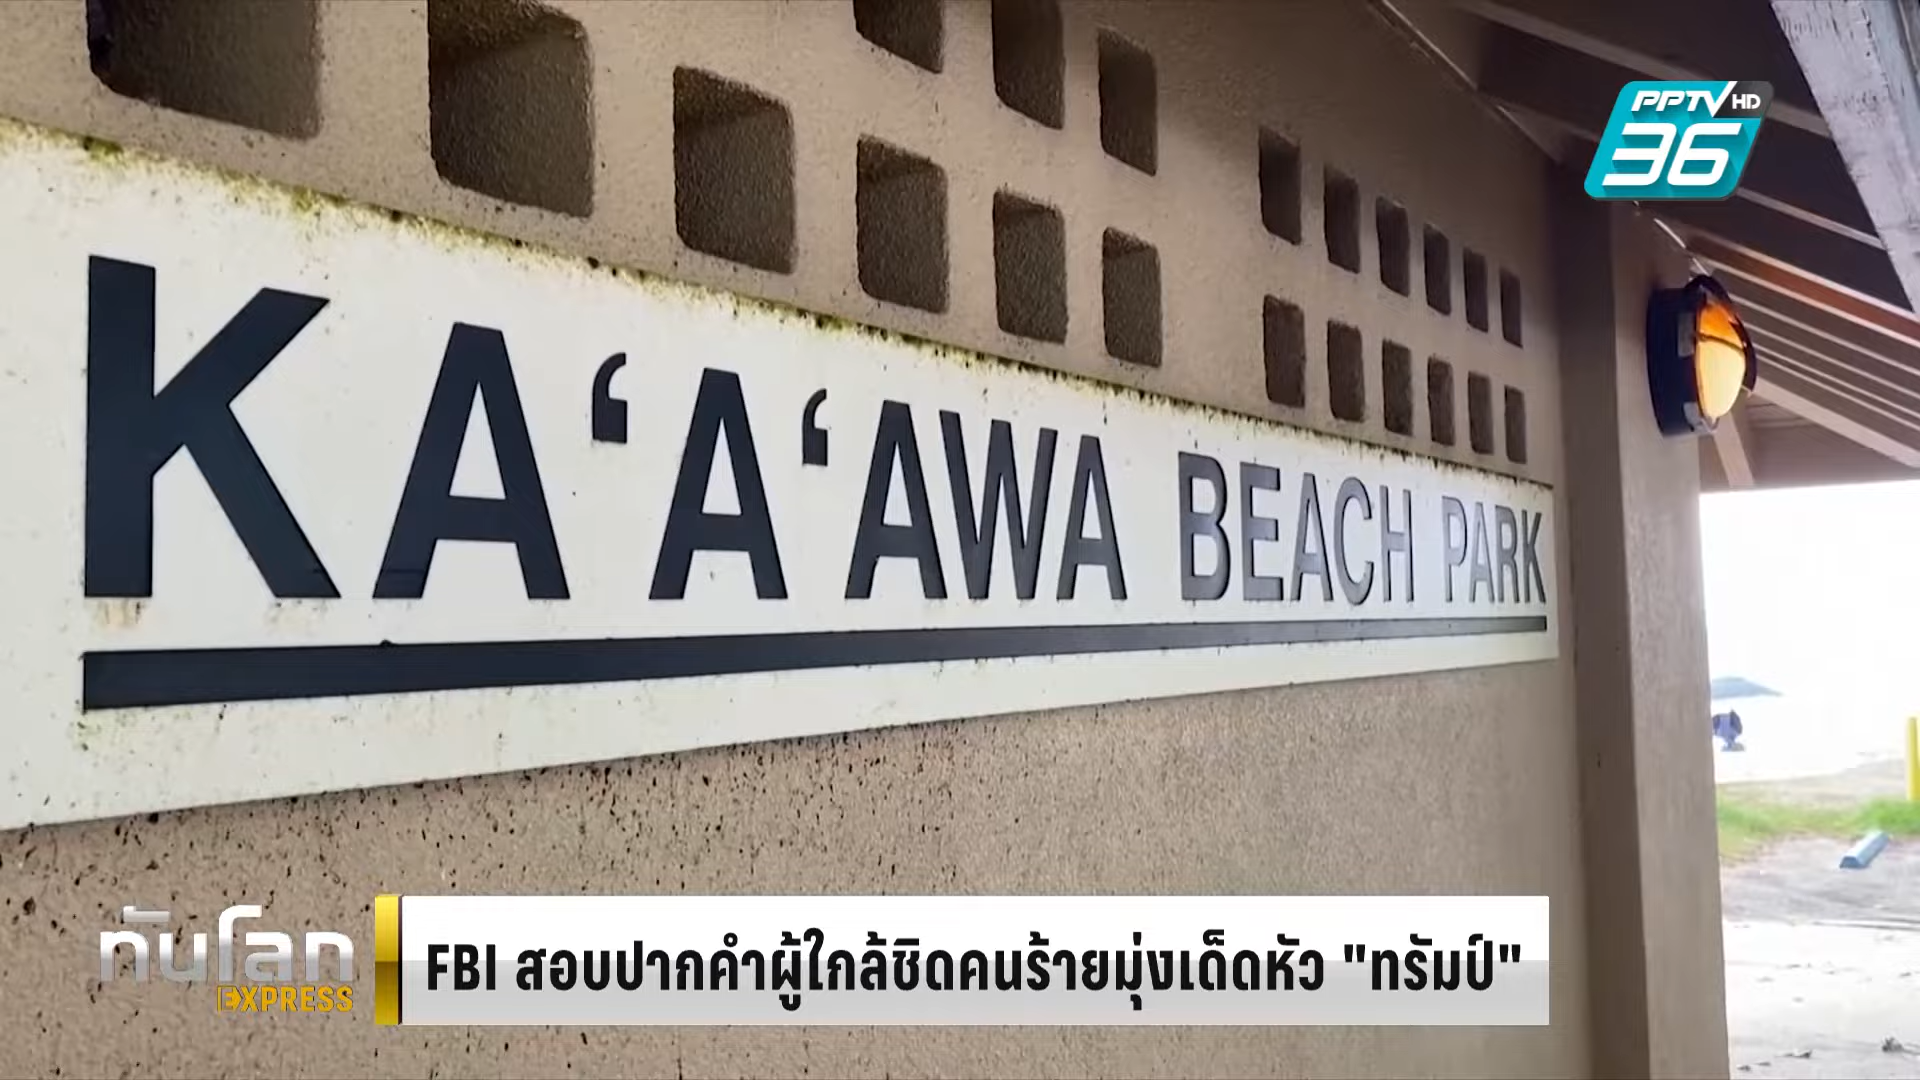 PPTV HD
36
KAʻAʻAWA BEACH PARK
ทันโลก
EXPRESS
FBI สอบปากคำผู้ใกล้ชิดคนร้ายมุ่งเด็ดหัว "ทรัมป์"